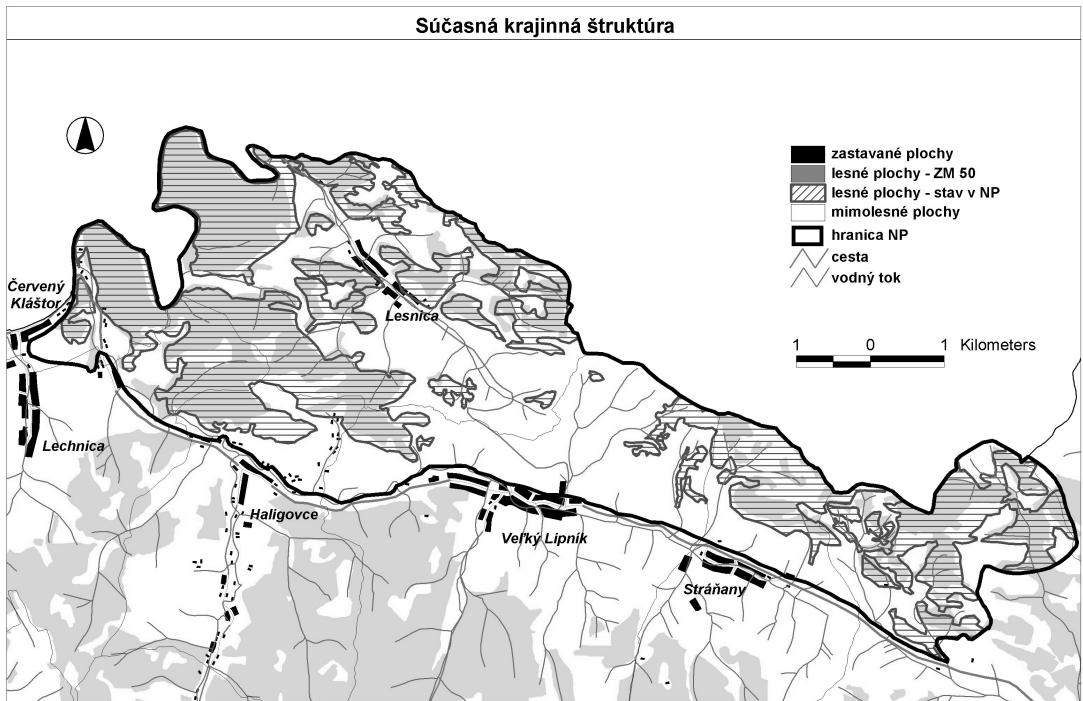 Súčasná krajinná štruktúra
zastavané plochy
lesné plochy - ZM 50
lesné plochy - stav v NP
mimolesné plochy
hranica NP
cesta
vodný tok
1 0 1 Kilometers
Červený
Kláštor
Lesnica
Lechnica
Haligovce
Veľký Lipník
Stráňany